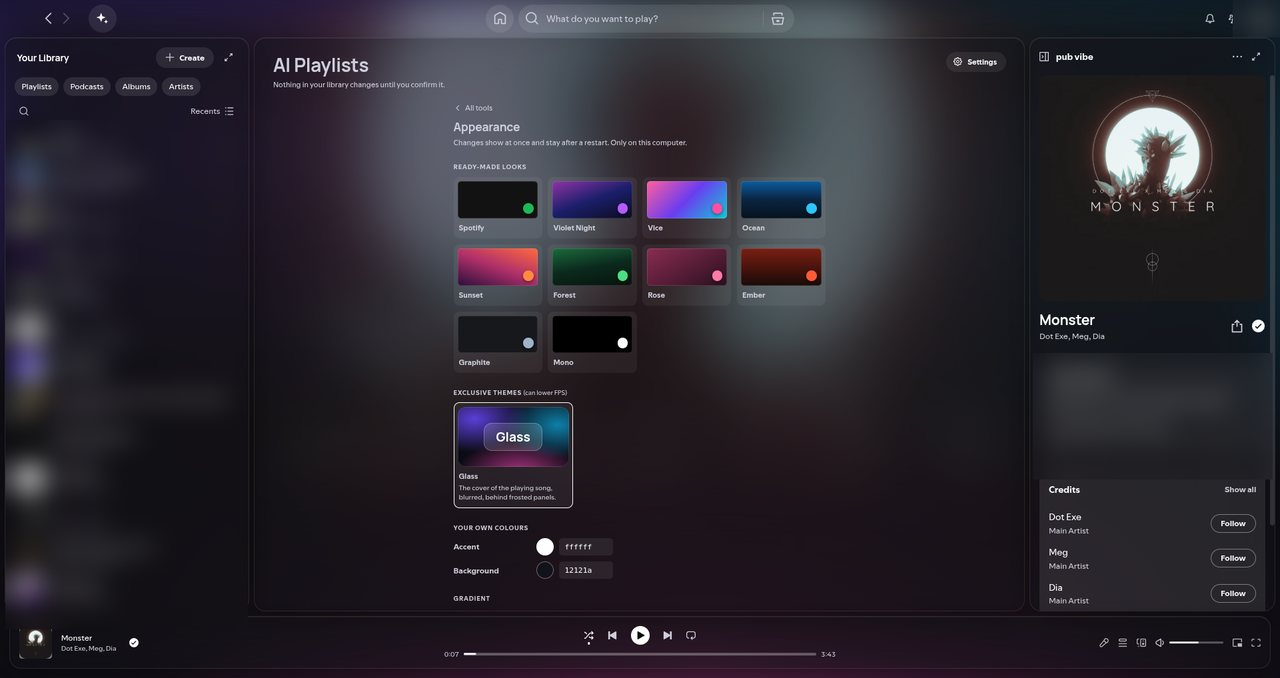 What do you want to play?
Your Library
Create
Playlists
Podcasts
Albums
Artists
Recents
AI Playlists
Nothing in your library changes until you confirm it.
Settings
All tools
Appearance
Changes show at once and stay after a restart. Only on this computer.
READY-MADE LOOKS
Spotify
Violet Night
Vice
Ocean
Sunset
Forest
Rose
Ember
Graphite
Mono
EXCLUSIVE THEMES (can lower FPS)
Glass
Glass
The cover of the playing song,
blurred, behind frosted panels.
YOUR OWN COLOURS
Accent
ffffff
Background
12121a
GRADIENT
pub vibe
MONSTER
Monster
Dot Exe, Meg, Dia
Credits
Show all
Dot Exe
Main Artist
Follow
Meg
Main Artist
Follow
Dia
Main Artist
Follow
Monster
Dot Exe, Meg, Dia
0:07
3:43